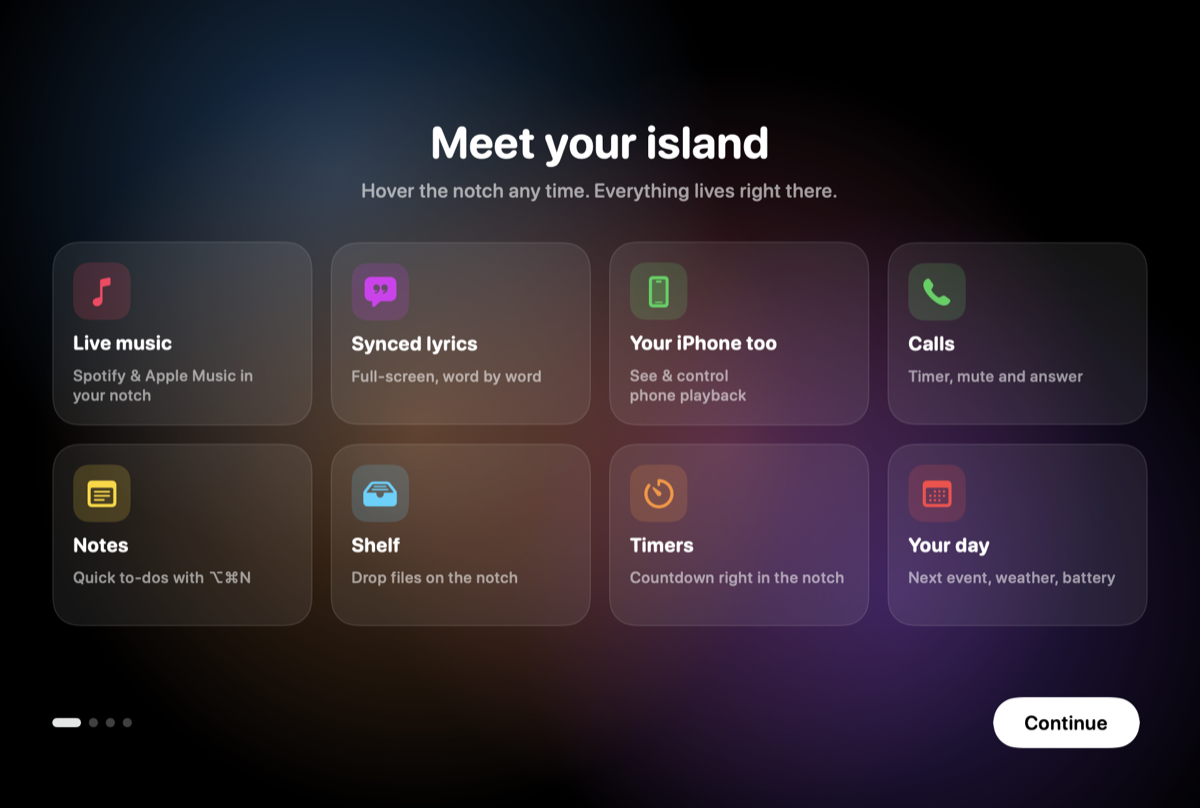 Meet your island
Hover the notch any time. Everything lives right there.
Live music
Spotify & Apple Music in
your notch
Synced lyrics
Full-screen, word by word
Your iPhone too
See & control
phone playback
Calls
Timer, mute and answer
Notes
Quick to-dos with ⌥⌘N
Shelf
Drop files on the notch
Timers
Countdown right in the notch
Your day
Next event, weather, battery
Continue